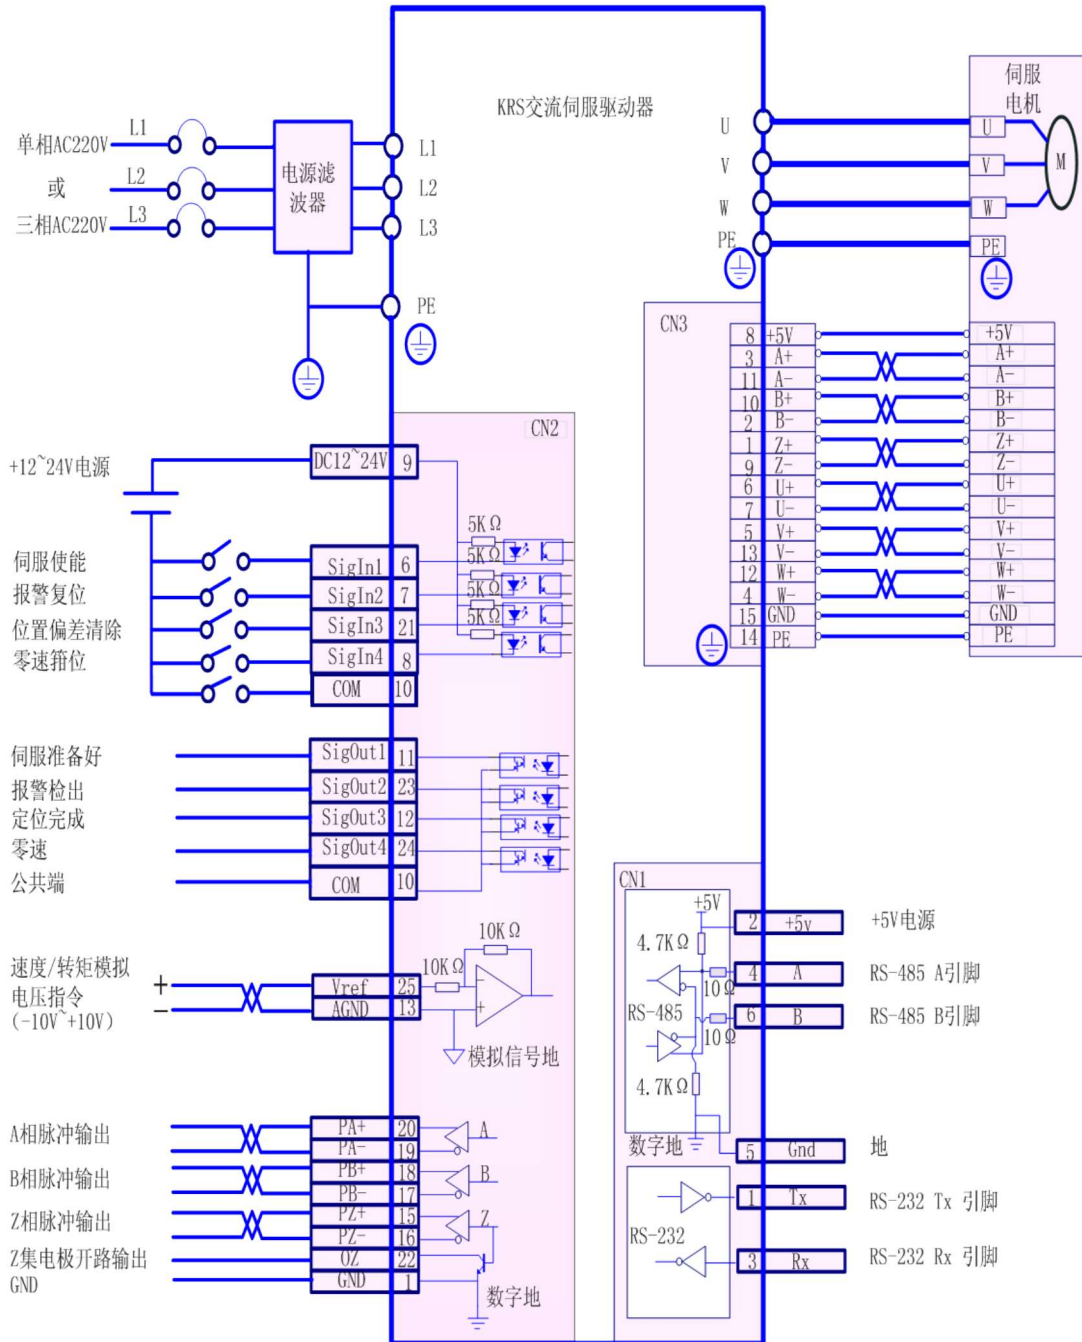 KRS交流伺服驱动器
单相AC220V
或
三相AC220V
L1
L2
L3
电源滤
波器
L1
L2
L3
PE
U
V
W
PE
伺服
电机
U
V
W
PE
M
CN3
8 +5V
3 A+
11 A-
10 B+
2 B-
1 Z+
9 Z-
6 U+
7 U-
5 V+
13 V-
12 W+
4 W-
15 GND
14 PE
+5V
A+
A-
B+
B-
Z+
Z-
U+
U-
V+
V-
W+
W-
GND
PE
CN2
+12~24V电源
DC12~24V 9
伺服使能 SigIn1 6
报警复位 SigIn2 7
位置偏差清除 SigIn3 21
零速箝位 SigIn4 8
COM 10
5KΩ
5KΩ
5KΩ
5KΩ
伺服准备好 SigOut1 11
报警检出 SigOut2 23
定位完成 SigOut3 12
零速 SigOut4 24
公共端 COM 10
速度/转矩模拟
电压指令
(-10V~+10V)
+
-
Vref 25
AGND 13
10KΩ
10KΩ
-
+
模拟信号地
A相脉冲输出
B相脉冲输出
Z相脉冲输出
Z集电极开路输出
GND
PA+ 20
PA- 19
PB+ 18
PB- 17
PZ+ 15
PZ- 16
OZ 22
GND 1
A
B
Z
数字地
CN1
+5V
4.7KΩ
10Ω
RS-485
10Ω
4.7KΩ
数字地
RS-232
2 +5v +5V电源
4 A RS-485 A引脚
6 B RS-485 B引脚
5 Gnd 地
1 Tx RS-232 Tx 引脚
3 Rx RS-232 Rx 引脚